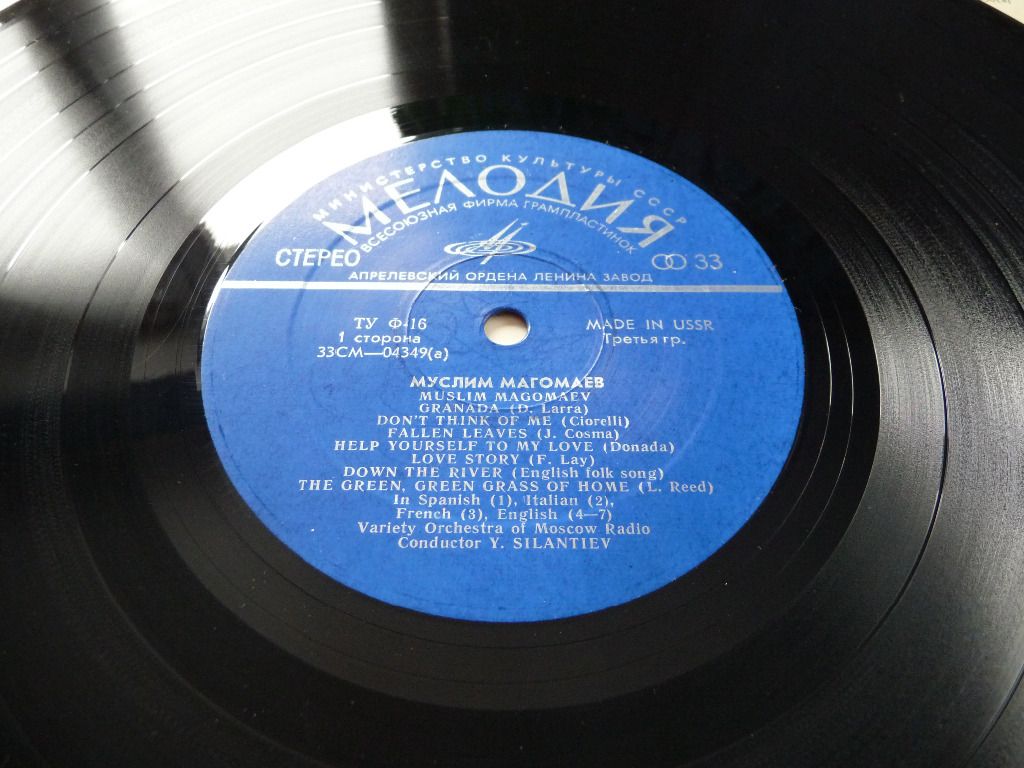 МИНИСТЕРСТВО КУЛЬТУРЫ СССР
МЕЛОДИЯ
ВСЕСОЮЗНАЯ ФИРМА ГРАМПЛАСТИНОК
СТЕРЕО
33
АПРЕЛЕВСКИЙ ОРДЕНА ЛЕНИНА ЗАВОД
ТУ Ф-16
1 сторона
33СМ—04349(а)
MADE IN USSR
Третья гр.
МУСЛИМ МАГОМАЕВ
MUSLIM MAGOMAEV
GRANADA (D. Larra)
DON'T THINK OF ME (Ciorelli)
FALLEN LEAVES (J. Cosma)
HELP YOURSELF TO MY LOVE (Donada)
LOVE STORY (F. Lay)
DOWN THE RIVER (English folk song)
THE GREEN, GREEN GRASS OF HOME (L. Reed)
In Spanish (1), Italian (2),
French (3), English (4—7)
Variety Orchestra of Moscow Radio
Conductor Y. SILANTIEV